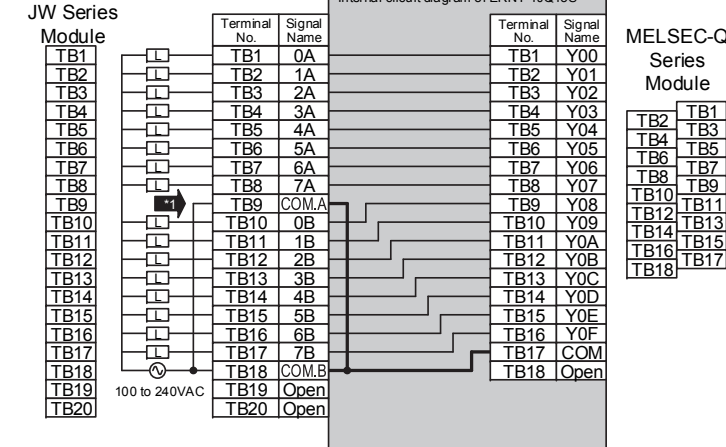 Internal circuit diagram of ERNT-
JW Series
Module
TB1
TB2
TB3
TB4
TB5
TB6
TB7
TB8
TB9
TB10
TB11
TB12
TB13
TB14
TB15
TB16
TB17
TB18
TB19
TB20
L
L
L
L
L
L
L
L
*1
L
L
L
L
L
L
L
L
100 to 240VAC
Terminal No. Signal Name
TB1 0A
TB2 1A
TB3 2A
TB4 3A
TB5 4A
TB6 5A
TB7 6A
TB8 7A
TB9 COM.A
TB10 0B
TB11 1B
TB12 2B
TB13 3B
TB14 4B
TB15 5B
TB16 6B
TB17 7B
TB18 COM.B
TB19 Open
TB20 Open
Terminal No. Signal Name
TB1 Y00
TB2 Y01
TB3 Y02
TB4 Y03
TB5 Y04
TB6 Y05
TB7 Y06
TB8 Y07
TB9 Y08
TB10 Y09
TB11 Y0A
TB12 Y0B
TB13 Y0C
TB14 Y0D
TB15 Y0E
TB16 Y0F
TB17 COM
TB18 Open
MELSEC-Q
Series
Module
TB1
TB2
TB3
TB4
TB5
TB6
TB7
TB8
TB9
TB10
TB11
TB12
TB13
TB14
TB15
TB16
TB17
TB18